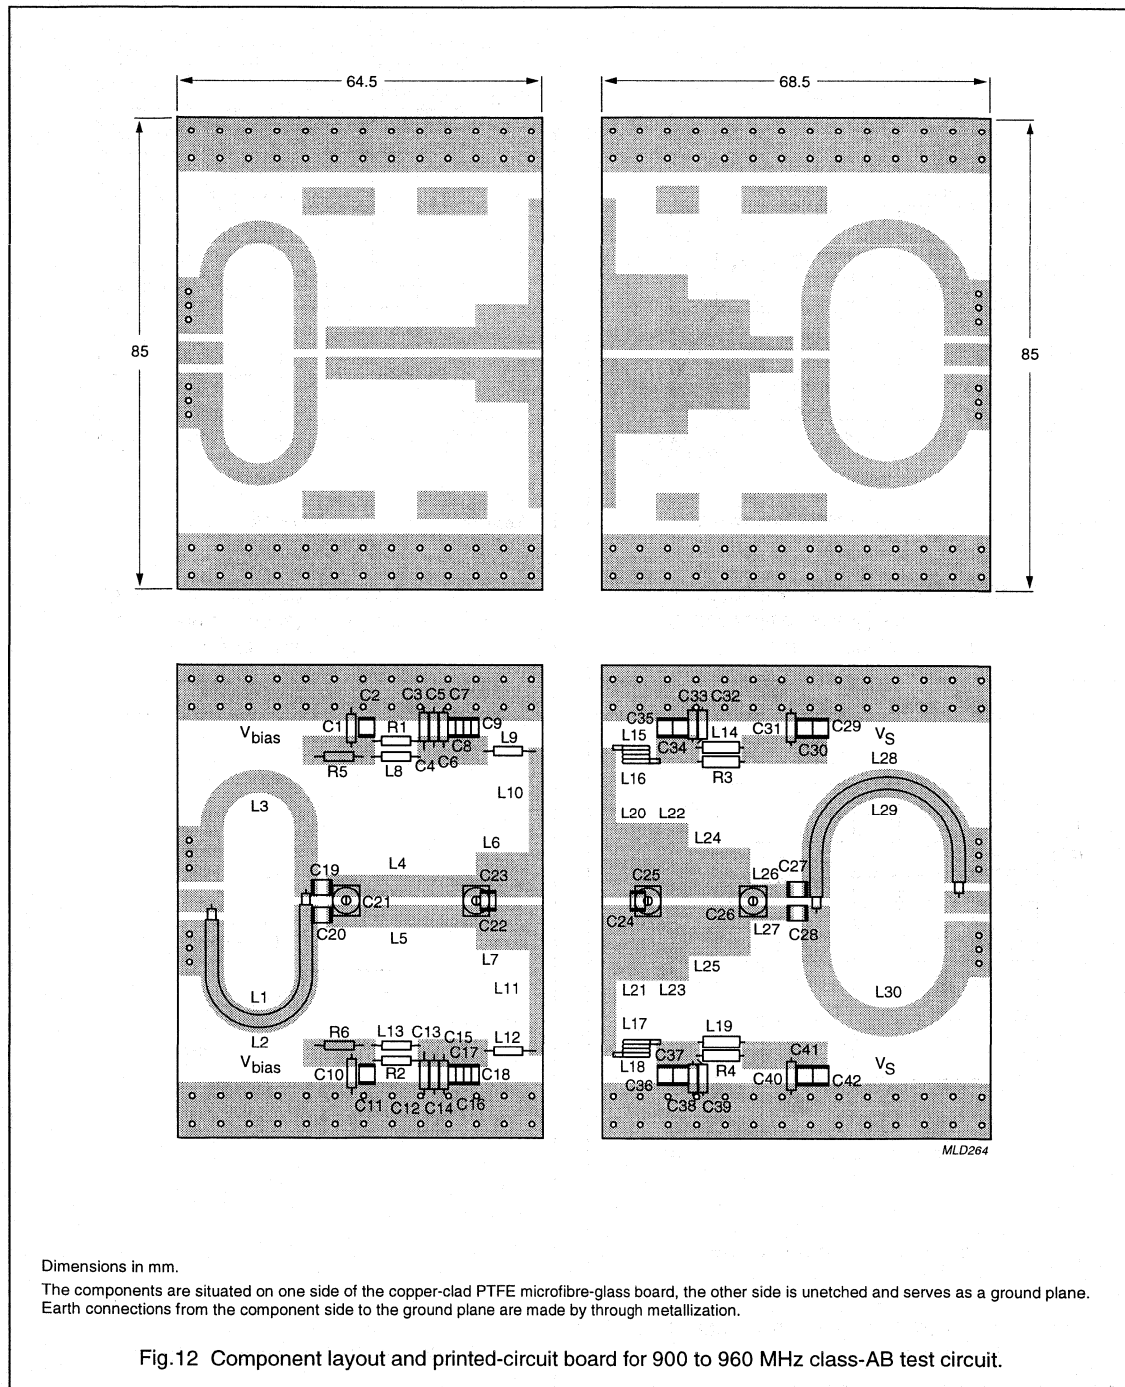 64.5
68.5
85
85
C3 C5 C7
C2
C1
R1
C9
Vbias
C8
L9
R5
L8
C4
C6
L10
L3
L6
C19
L4
C23
C21
C20
L5
C22
L7
L1
L11
L2
R6
L13
C13
C15
L12
Vbias
C17
C10
R2
C18
C11
C12
C14
C16
C33 C32
C35
L15
L14
C31
C29
VS
C34
C30
L28
L16
R3
L29
L20 L22
L24
C25
L26
C27
C24
C26
L27
C28
L25
L21 L23
L30
L17
L19
C37
C41
L18
VS
C36
R4
C40
C42
C38
C39
MLD264
Dimensions in mm.
The components are situated on one side of the copper-clad PTFE microfibre-glass board, the other side is unetched and serves as a ground plane.
Earth connections from the component side to the ground plane are made by through metallization.
Fig.12 Component layout and printed-circuit board for 900 to 960 MHz class-AB test circuit.